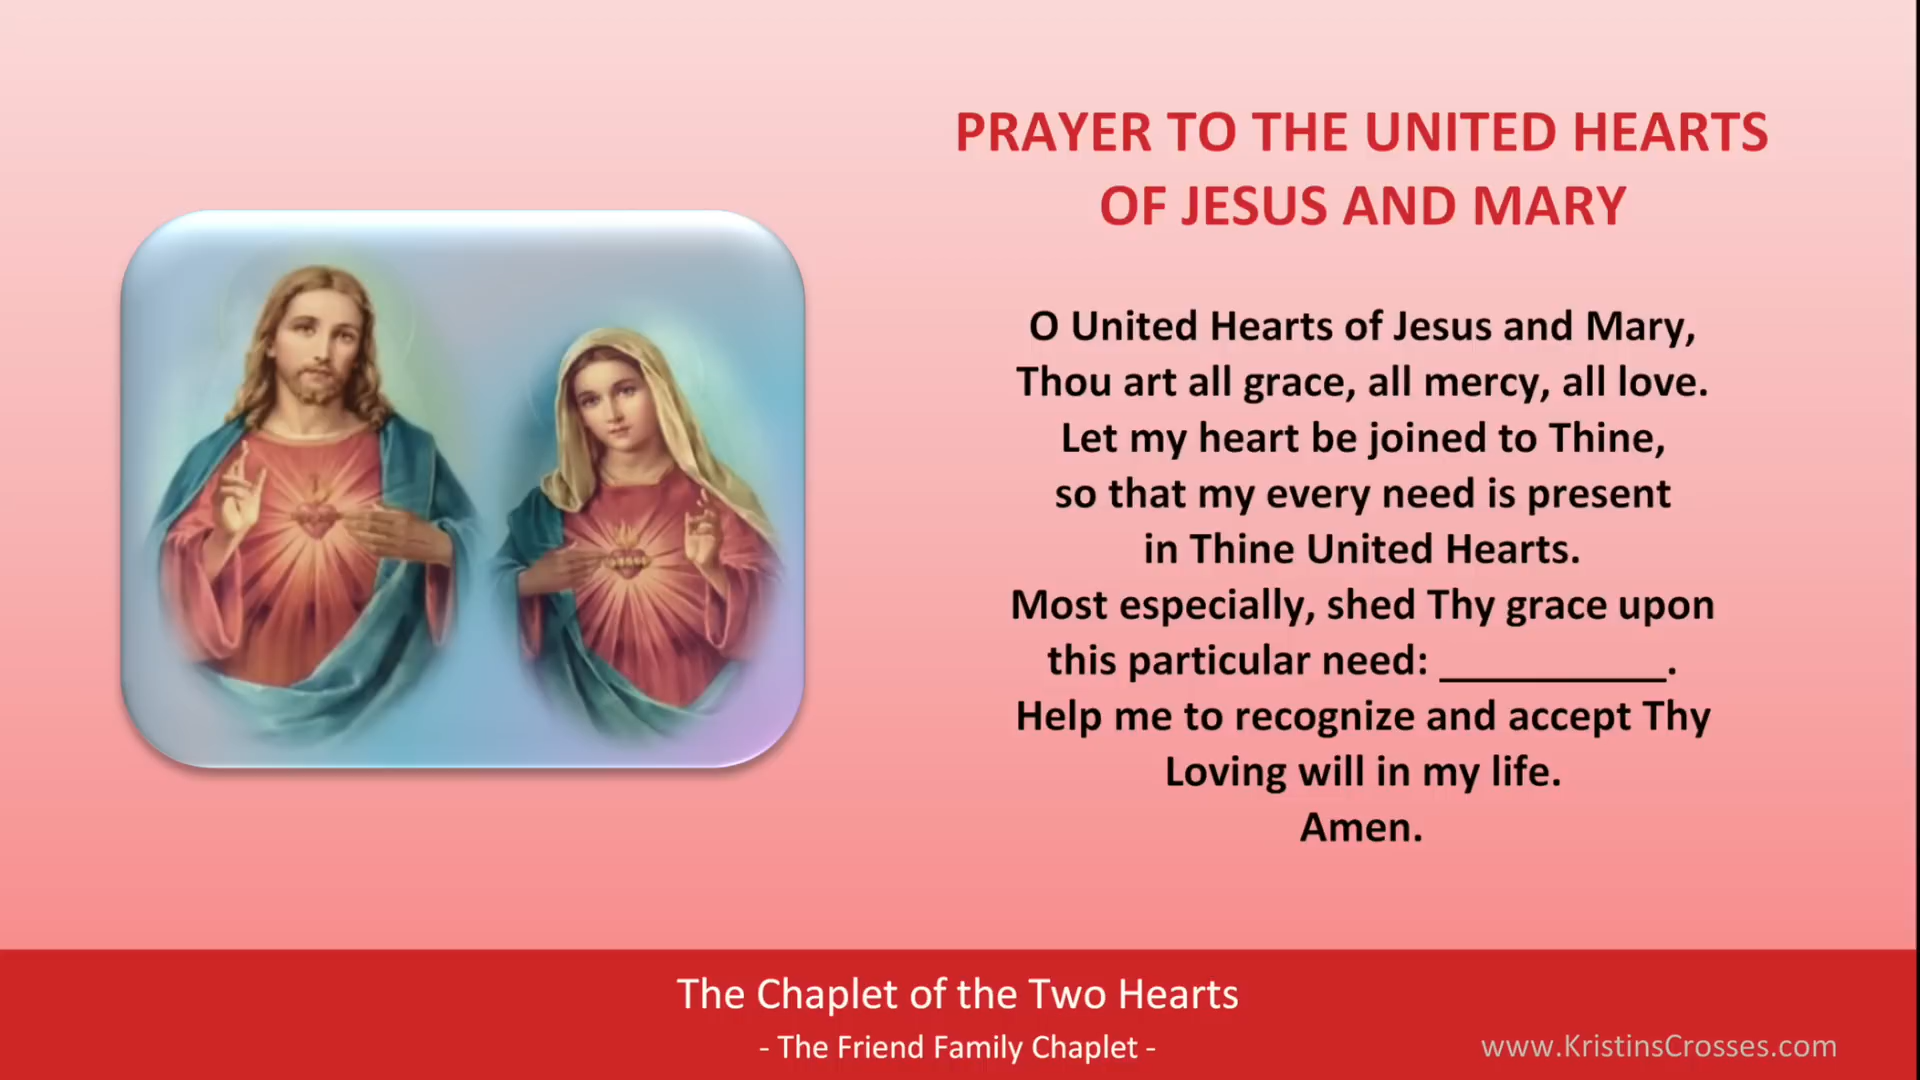 PRAYER TO THE UNITED HEARTS
OF JESUS AND MARY
O United Hearts of Jesus and Mary,
Thou art all grace, all mercy, all love.
Let my heart be joined to Thine,
so that my every need is present
in Thine United Hearts.
Most especially, shed Thy grace upon
this particular need: __________.
Help me to recognize and accept Thy
Loving will in my life.
Amen.
The Chaplet of the Two Hearts
- The Friend Family Chaplet -
www.KristinsCrosses.com